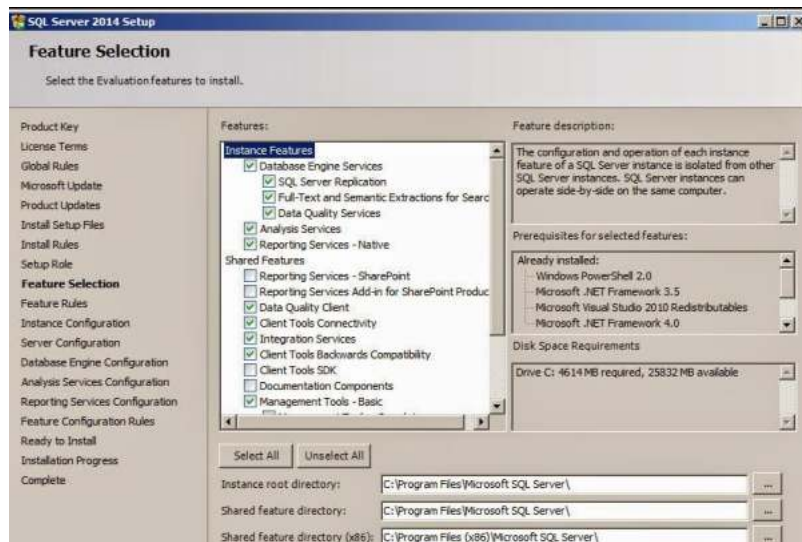 SQL Server 2014 Setup
Feature Selection
Select the Evaluation features to install.
Product Key
License Terms
Global Rules
Microsoft Update
Product Updates
Install Setup Files
Install Rules
Setup Role
Feature Selection
Feature Rules
Instance Configuration
Server Configuration
Database Engine Configuration
Analysis Services Configuration
Reporting Services Configuration
Feature Configuration Rules
Ready to Install
Installation Progress
Complete
Features:
Instance Features
Database Engine Services
SQL Server Replication
Full-Text and Semantic Extractions for Searc
Data Quality Services
Analysis Services
Reporting Services - Native
Shared Features
Reporting Services - SharePoint
Reporting Services Add-in for SharePoint Produc
Data Quality Client
Client Tools Connectivity
Integration Services
Client Tools Backwards Compatibility
Client Tools SDK
Documentation Components
Management Tools - Basic
Feature description:
The configuration and operation of each instance
feature of a SQL Server instance is isolated from other
SQL Server instances. SQL Server instances can
operate side-by-side on the same computer.
Prerequisites for selected features:
Already installed:
Windows PowerShell 2.0
Microsoft .NET Framework 3.5
Microsoft Visual Studio 2010 Redistributables
Microsoft .NET Framework 4.0
Disk Space Requirements
Drive C: 4614 MB required, 25832 MB available
Select All
Unselect All
Instance root directory: C:\Program Files\Microsoft SQL Server\ ...
Shared feature directory: C:\Program Files\Microsoft SQL Server\ ...
Shared feature directory (x86): C:\Program Files (x86)\Microsoft SQL Server\ ...